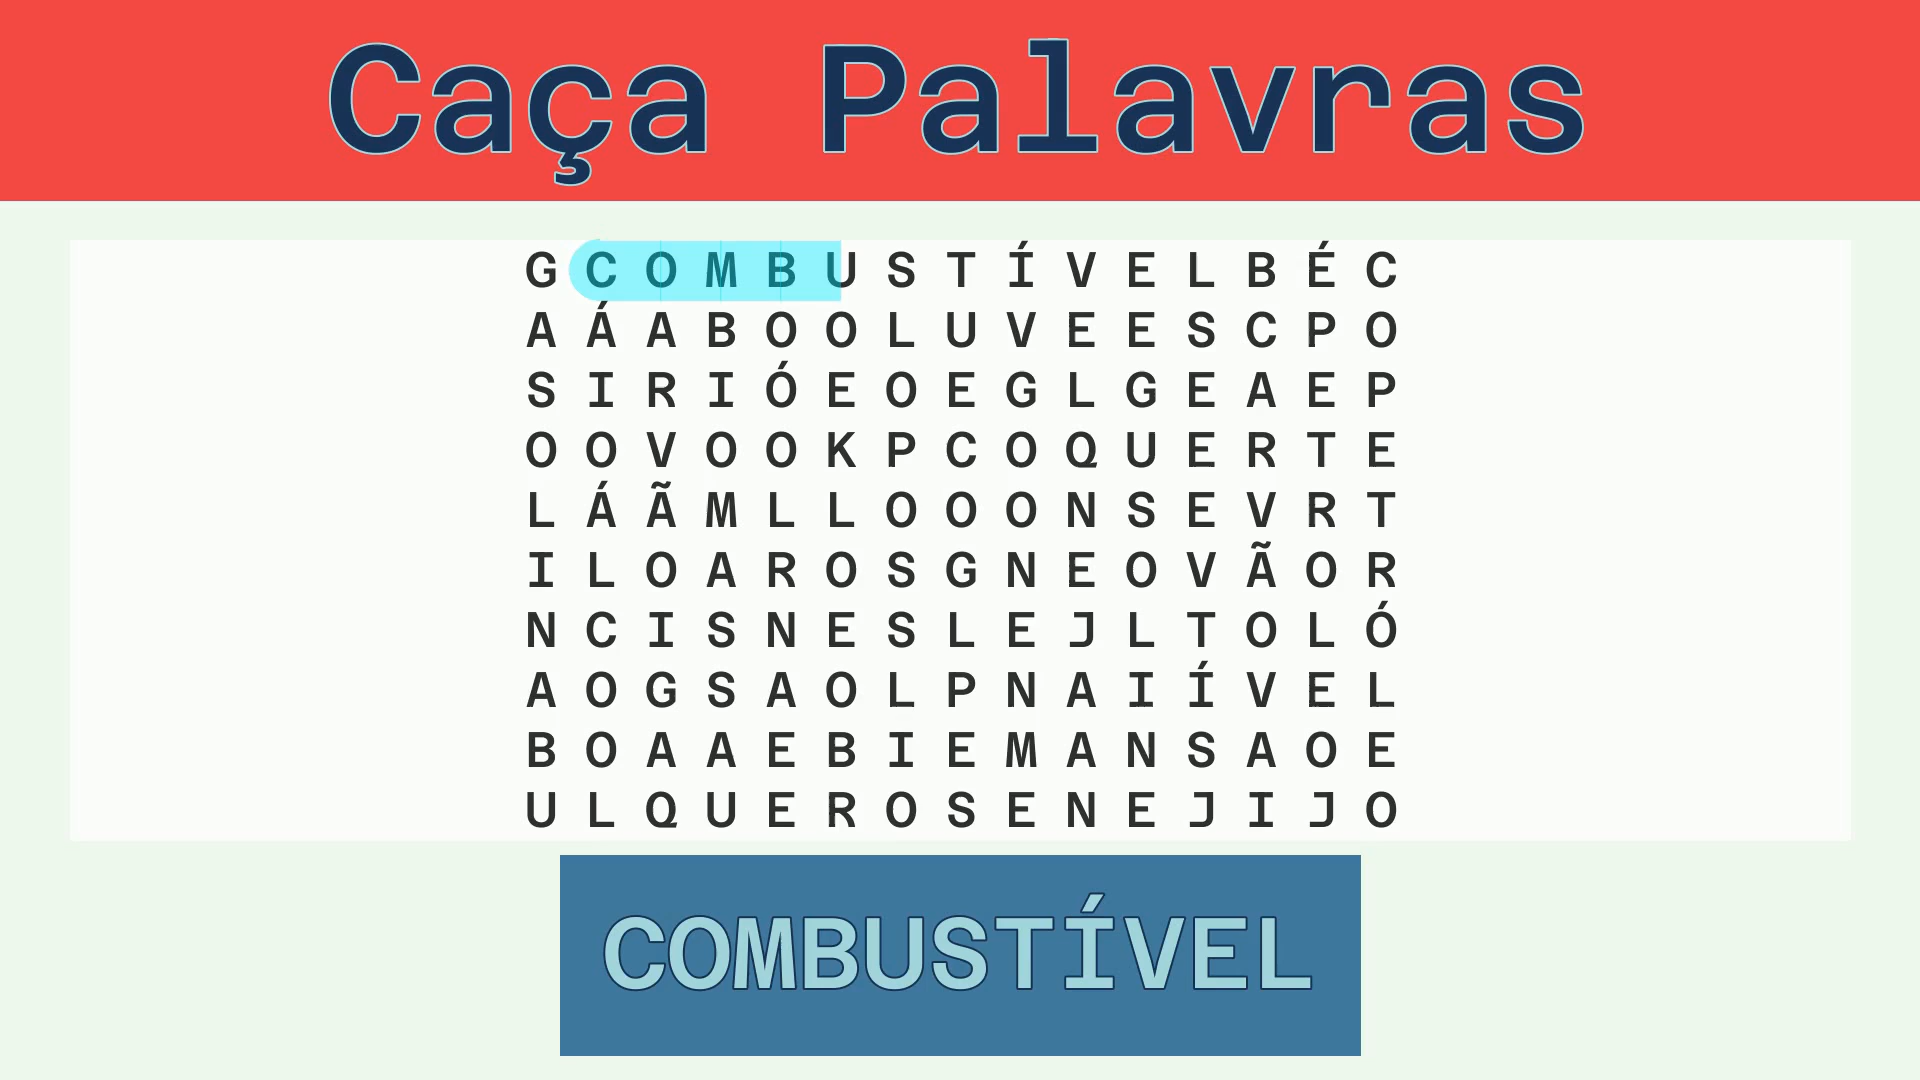 Caça Palavras
G C O M B U S T Í V E L B É C
A Á A B O O L U V E E S C P O
S I R I Ó E O E G L G E A E P
O O V O O K P C O Q U E R T E
L Á Ã M L L O O O N S E V R T
I L O A R O S G N E O V Ã O R
N C I S N E S L E J L T O L Ó
A O G S A O L P N A I Í V E L
B O A A E B I E M A N S A O E
U L Q U E R O S E N E J I J O
COMBUSTÍVEL